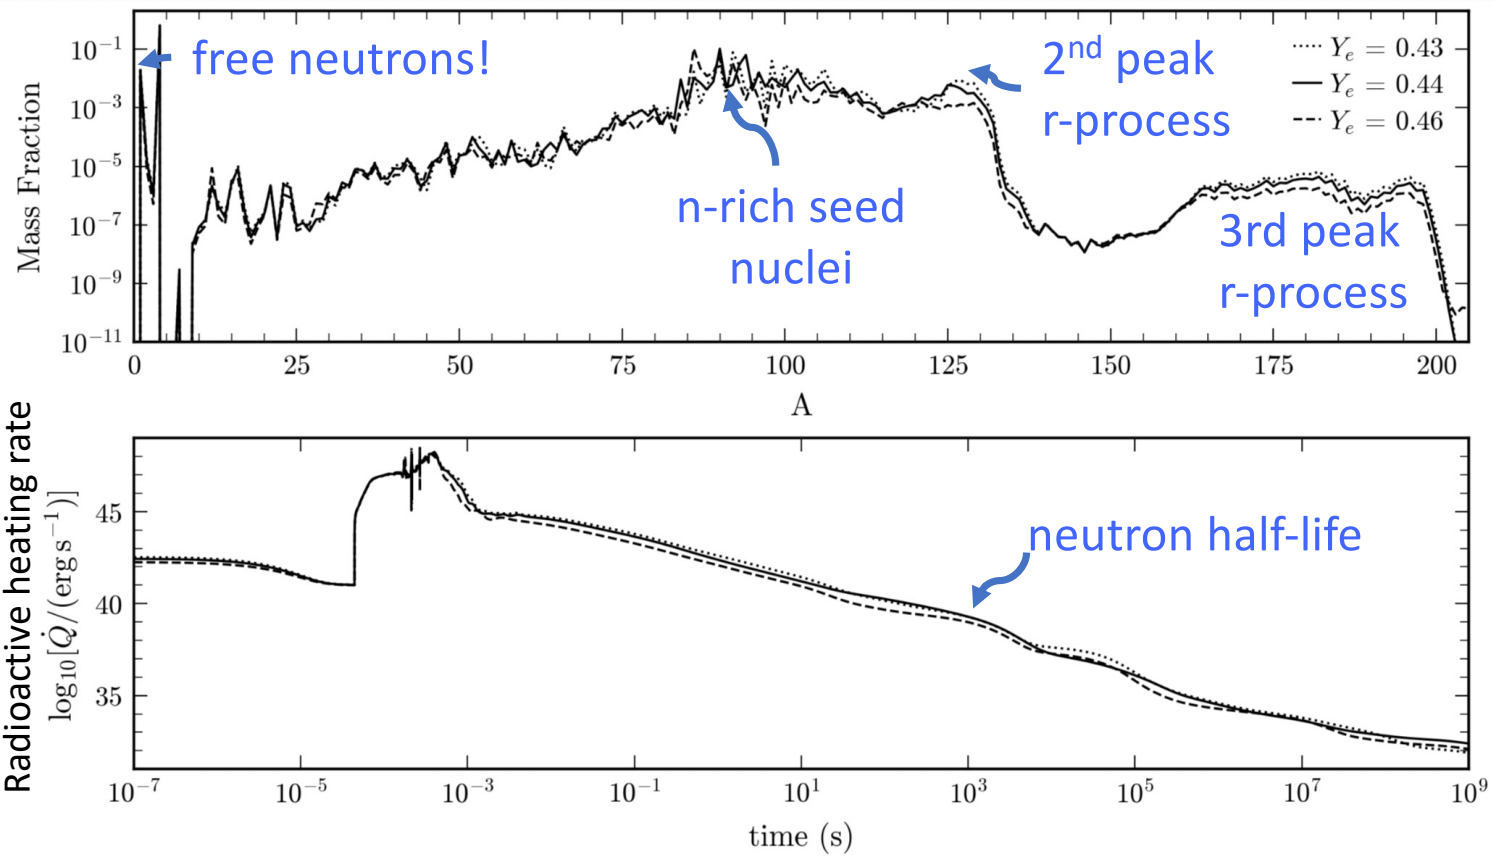 10⁻¹
10⁻³
10⁻⁵
10⁻⁷
10⁻⁹
10⁻¹¹
Mass Fraction
free neutrons!
2nd peak
r-process
Yₑ = 0.43
Yₑ = 0.44
Yₑ = 0.46
n-rich seed
nuclei
3rd peak
r-process
0 25 50 75 100 125 150 175 200
A
Radioactive heating rate
log₁₀[Q̇/(erg s⁻¹)]
45
40
35
neutron half-life
10⁻⁷ 10⁻⁵ 10⁻³ 10⁻¹ 10¹ 10³ 10⁵ 10⁷ 10⁹
time (s)